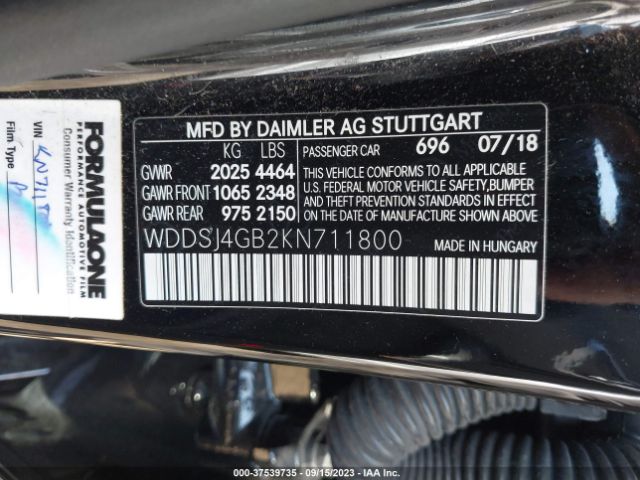 MFD BY DAIMLER AG STUTTGART
KG LBS
GVWR 2025 4464
GAWR FRONT 1065 2348
GAWR REAR 975 2150
PASSENGER CAR 696 07/18
THIS VEHICLE CONFORMS TO ALL APPLICABLE
U.S. FEDERAL MOTOR VEHICLE SAFETY,BUMPER
AND THEFT PREVENTION STANDARDS IN EFFECT
ON THE DATE OF MANUFACTURE SHOWN ABOVE.
WDDSJ4GB2KN711800
MADE IN HUNGARY
FORMULAONE
PERFORMANCE AUTOMOTIVE FILM
Consumer Warranty Identification
VIN
Film Type
000-37539735 - 09/15/2023 - IAA Inc.